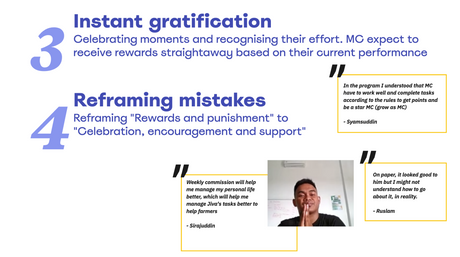 3
Instant gratification
Celebrating moments and recognising their effort. MC expect to
receive rewards straightaway based on their current performance
"
In the program I understood that MC
have to work well and complete tasks
according to the rules to get points and
be a star MC (grow as MC)
- Syamsuddin
4
Reframing mistakes
Reframing "Rewards and punishment" to
"Celebration, encouragement and support"
"
Weekly commission will help
me manage my personal life
better, which will help me
manage Jiva's tasks better to
help farmers
- Sirajuddin
"
On paper, it looked good to
him but I might not
understand how to go
about it, in reality.
- Ruslam